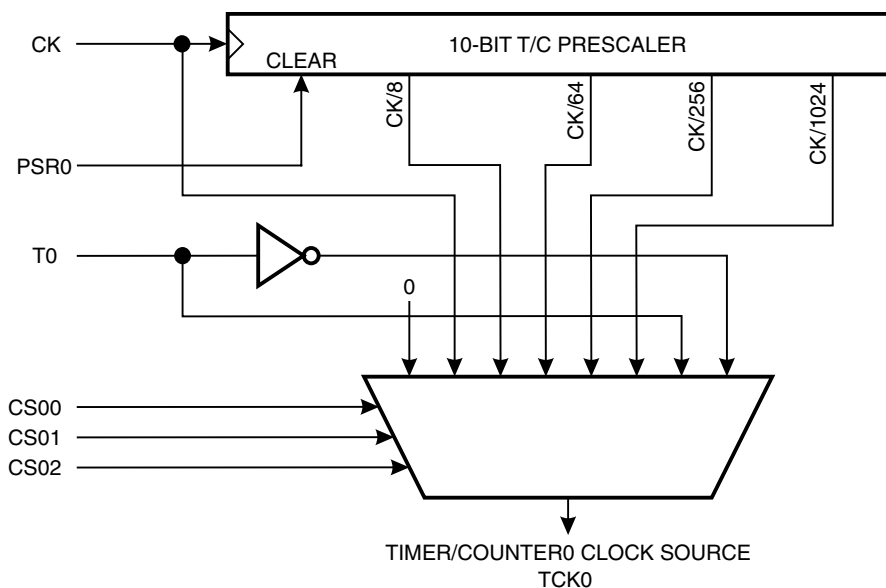 CK
10-BIT T/C PRESCALER
CLEAR
CK/8
CK/64
CK/256
CK/1024
PSR0
T0
0
CS00
CS01
CS02
TIMER/COUNTER0 CLOCK SOURCE
TCK0